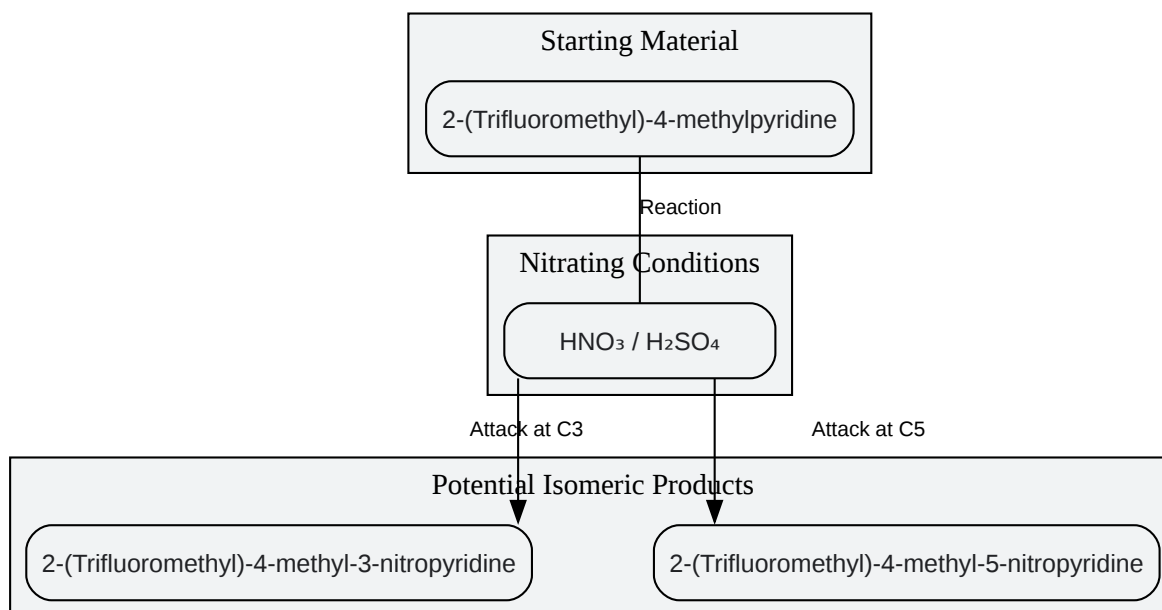 Starting Material
2-(Trifluoromethyl)-4-methylpyridine
Reaction
Nitrating Conditions
HNO₃ / H₂SO₄
Attack at C3
Attack at C5
Potential Isomeric Products
2-(Trifluoromethyl)-4-methyl-3-nitropyridine
2-(Trifluoromethyl)-4-methyl-5-nitropyridine